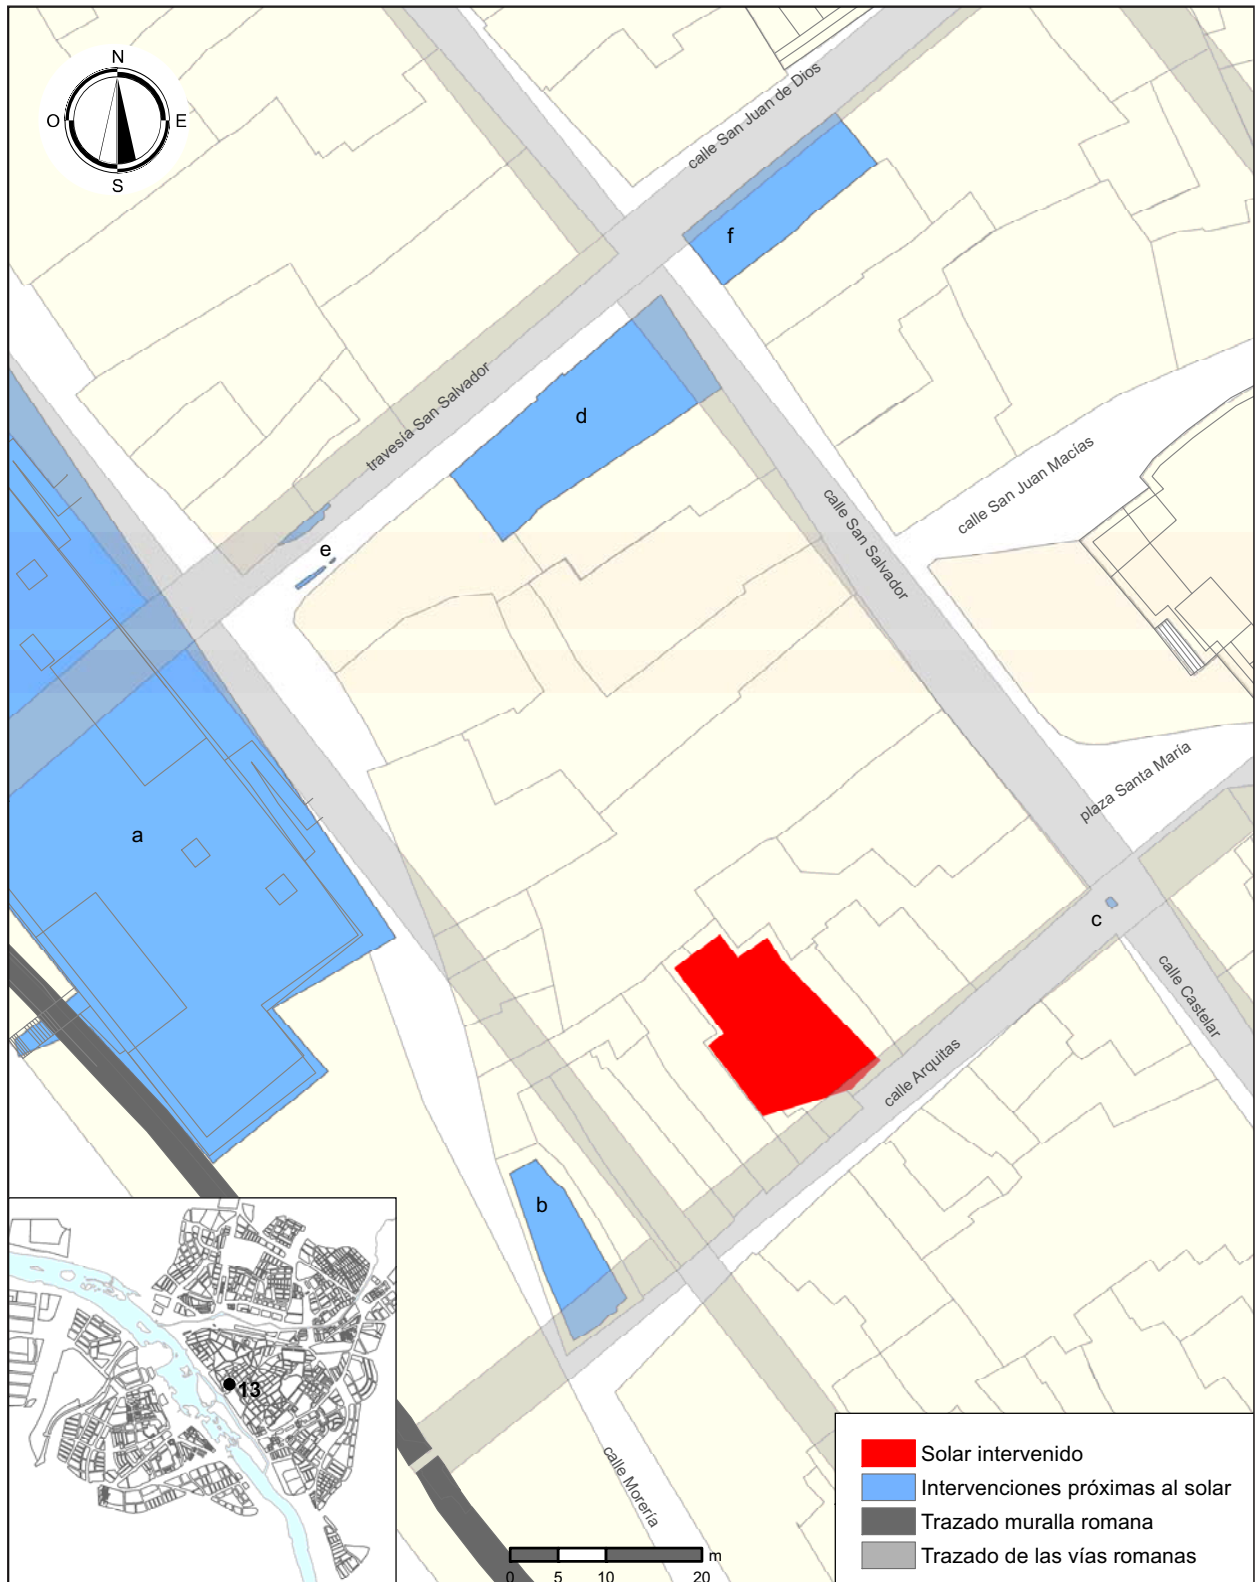 N
O
E
S
calle San Juan de Dios
f
travesía San Salvador
d
calle San Juan Macías
calle San Salvador
e
plaza Santa María
a
c
calle Castelar
calle Arquitas
b
13
calle Morería
Solar intervenido
Intervenciones próximas al solar
Trazado muralla romana
Trazado de las vías romanas
m
0 5 10 20